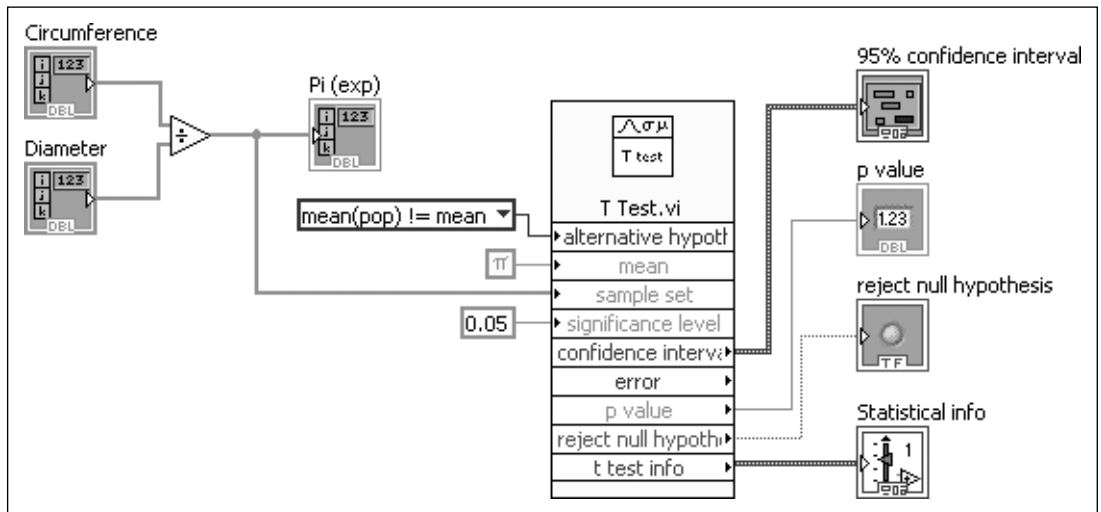 Circumference
123
DBL
Diameter
123
DBL
÷
Pi (exp)
123
DBL
mean(pop) != mean
π
0.05
σμ
T test
T Test.vi
alternative hypoth
mean
sample set
significance level
confidence interva
error
p value
reject null hypothe
t test info
95% confidence interval
p value
1.23
DBL
reject null hypothesis
TF
Statistical info
1